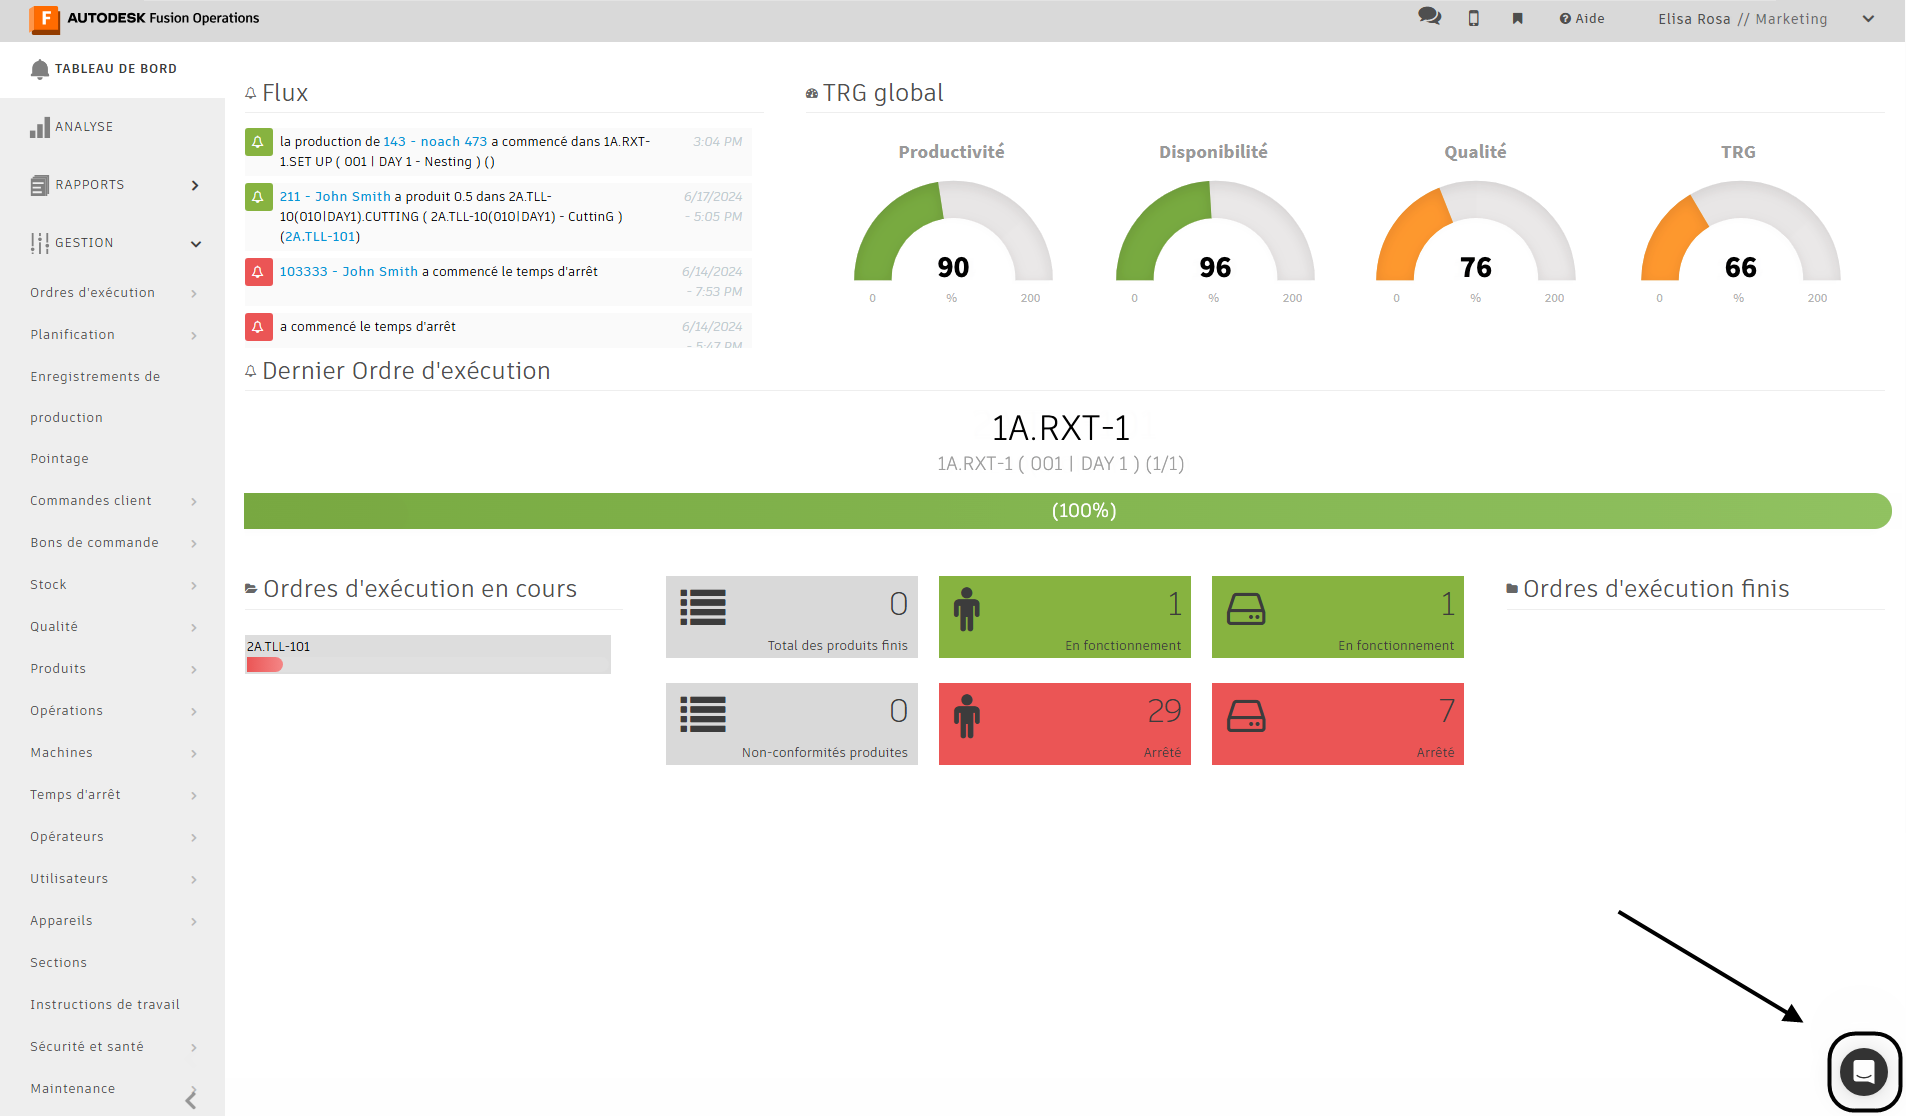 AUTODESK Fusion Operations
Aide
Elisa Rosa // Marketing
TABLEAU DE BORD
ANALYSE
RAPPORTS
GESTION
Ordres d'exécution
Planification
Enregistrements de
production
Pointage
Commandes client
Bons de commande
Stock
Qualité
Produits
Opérations
Machines
Temps d'arrêt
Opérateurs
Utilisateurs
Appareils
Sections
Instructions de travail
Sécurité et santé
Maintenance
Flux
la production de 143 - noach 473 a commencé dans 1A.RXT-
1.SET UP ( 001 | DAY 1 - Nesting ) ()
3:04 PM
211 - John Smith a produit 0.5 dans 2A.TLL-
10(010|DAY1).CUTTING ( 2A.TLL-10(010|DAY1) - CuttinG )
(2A.TLL-101)
6/17/2024
- 5:05 PM
103333 - John Smith a commencé le temps d'arrêt
6/14/2024
- 7:53 PM
a commencé le temps d'arrêt
6/14/2024
- 5:47 PM
TRG global
Productivité
90
0 % 200
Disponibilité
96
0 % 200
Qualité
76
0 % 200
TRG
66
0 % 200
Dernier Ordre d'exécution
1A.RXT-1
1A.RXT-1 ( 001 | DAY 1 ) (1/1)
(100%)
Ordres d'exécution en cours
2A.TLL-101
0
Total des produits finis
1
En fonctionnement
1
En fonctionnement
0
Non-conformités produites
29
Arrêté
7
Arrêté
Ordres d'exécution finis